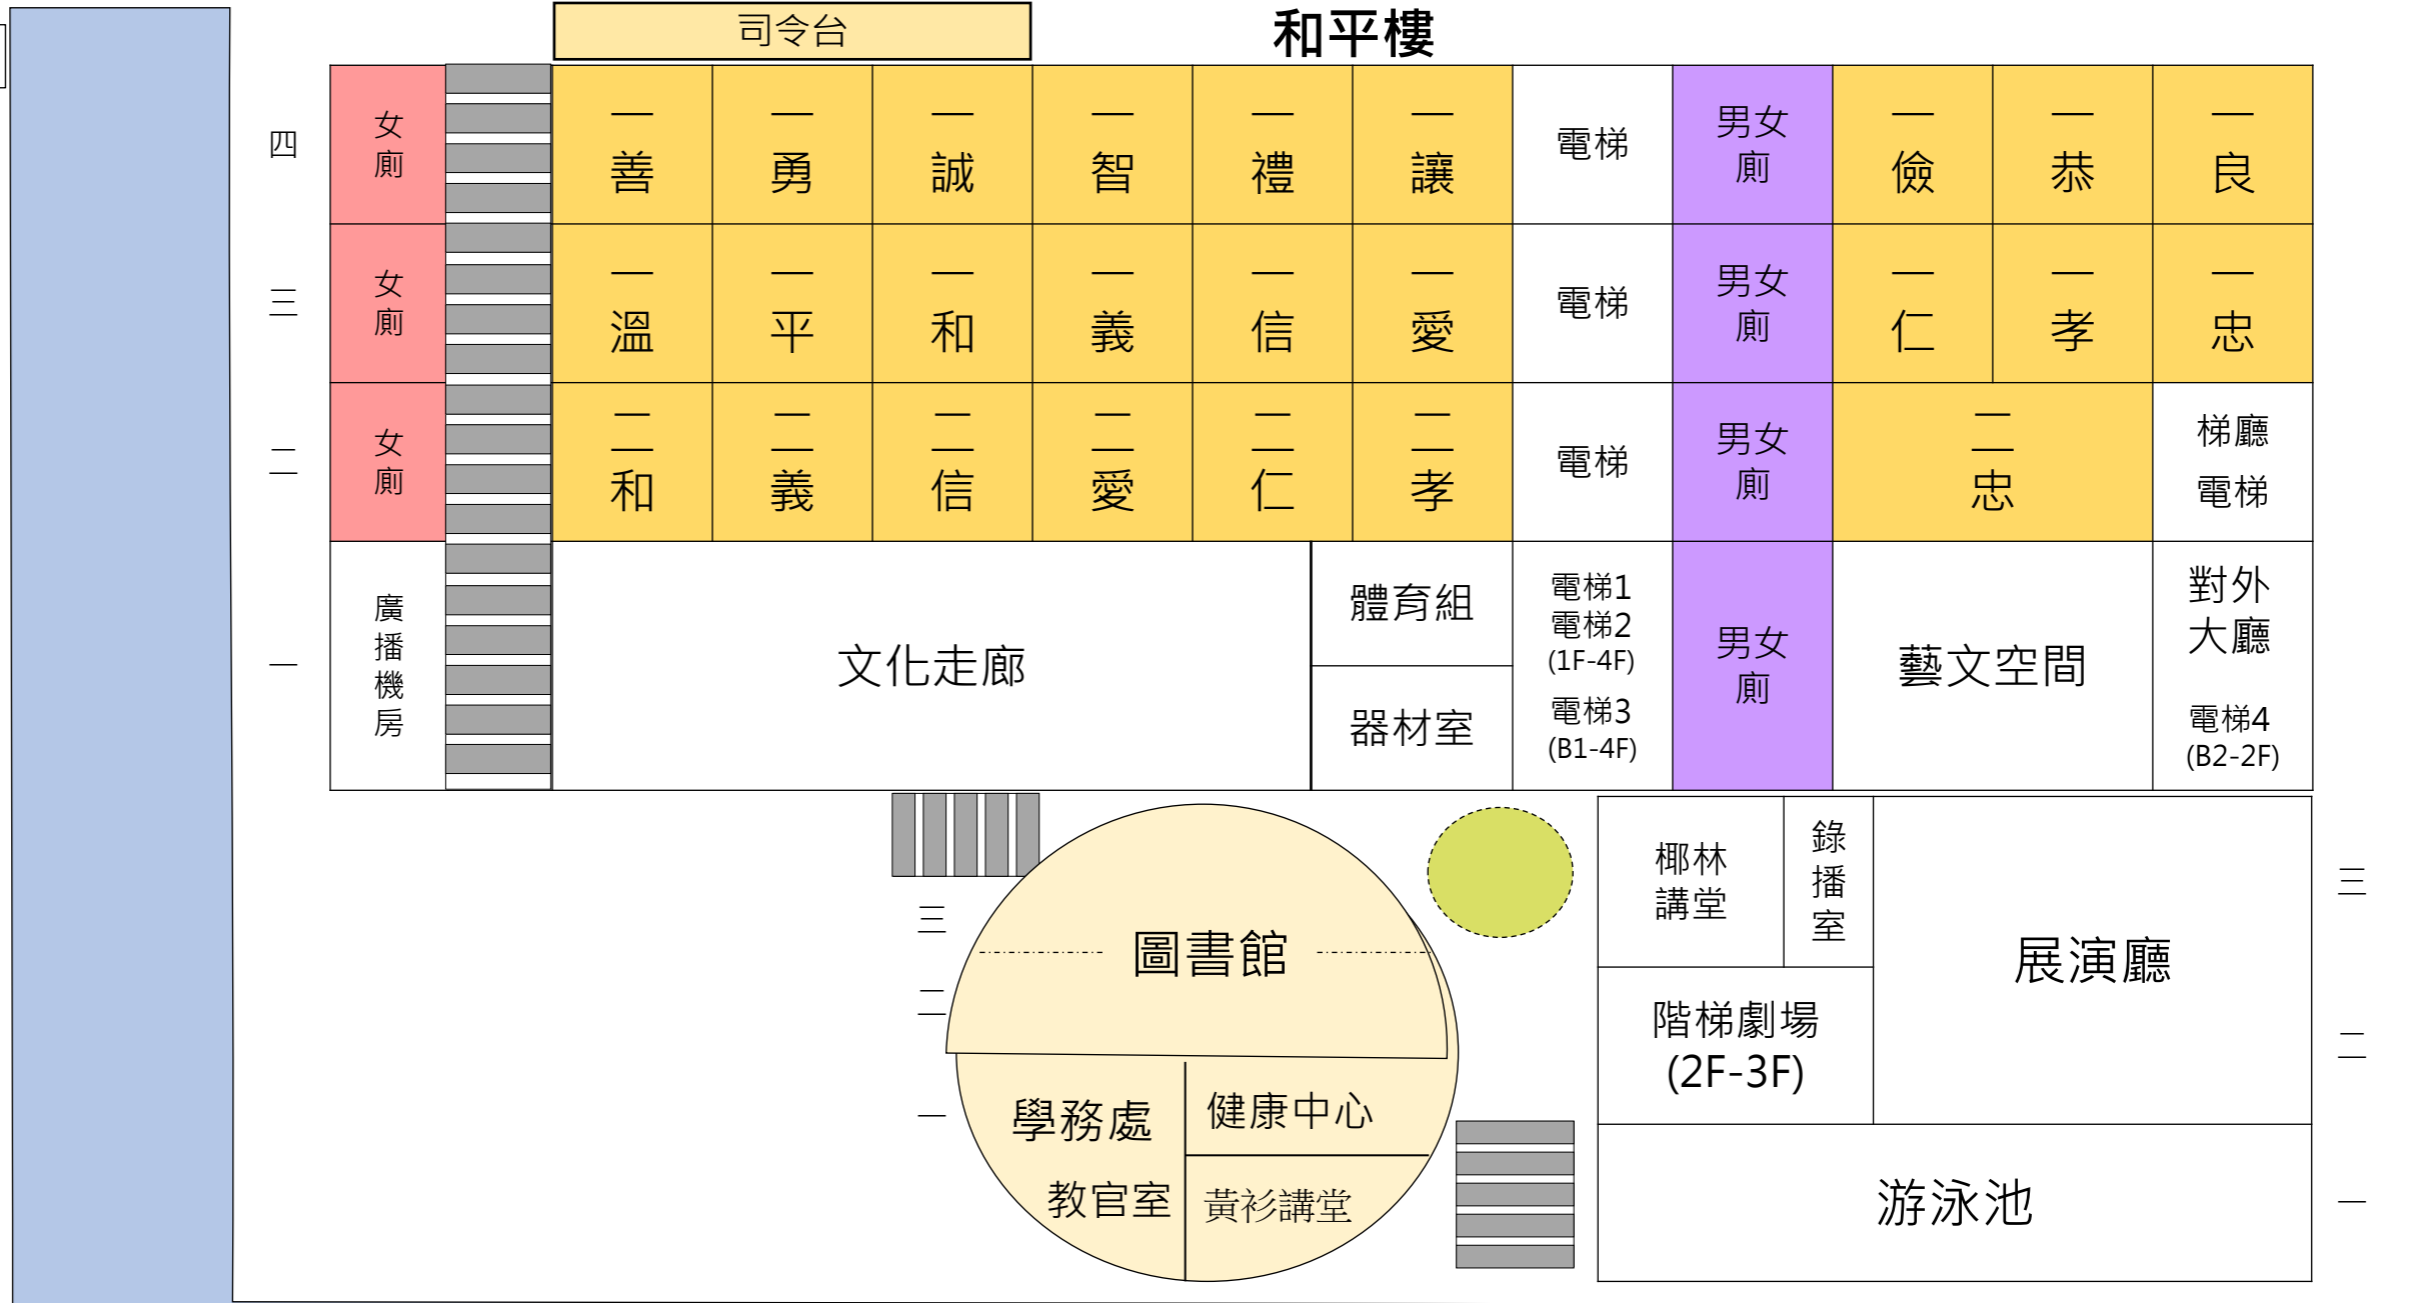 司令台
和平樓
四
女
廁
一
善
一
勇
一
誠
一
智
一
禮
一
讓
電梯
男女
廁
一
儉
一
恭
一
良
三
女
廁
一
溫
一
平
一
和
一
義
一
信
一
愛
電梯
男女
廁
一
仁
一
孝
一
忠
二
女
廁
二
和
二
義
二
信
二
愛
二
仁
二
孝
電梯
男女
廁
二
忠
梯廳
電梯
一
廣
播
機
房
文化走廊
體育組
器材室
電梯1
電梯2
(1F-4F)
電梯3
(B1-4F)
男女
廁
藝文空間
對外
大廳
電梯4
(B2-2F)
三
二
一
圖書館
學務處
教官室
健康中心
黃衫講堂
椰林
講堂
錄
播
室
展演廳
階梯劇場
(2F-3F)
游泳池
三
二
一